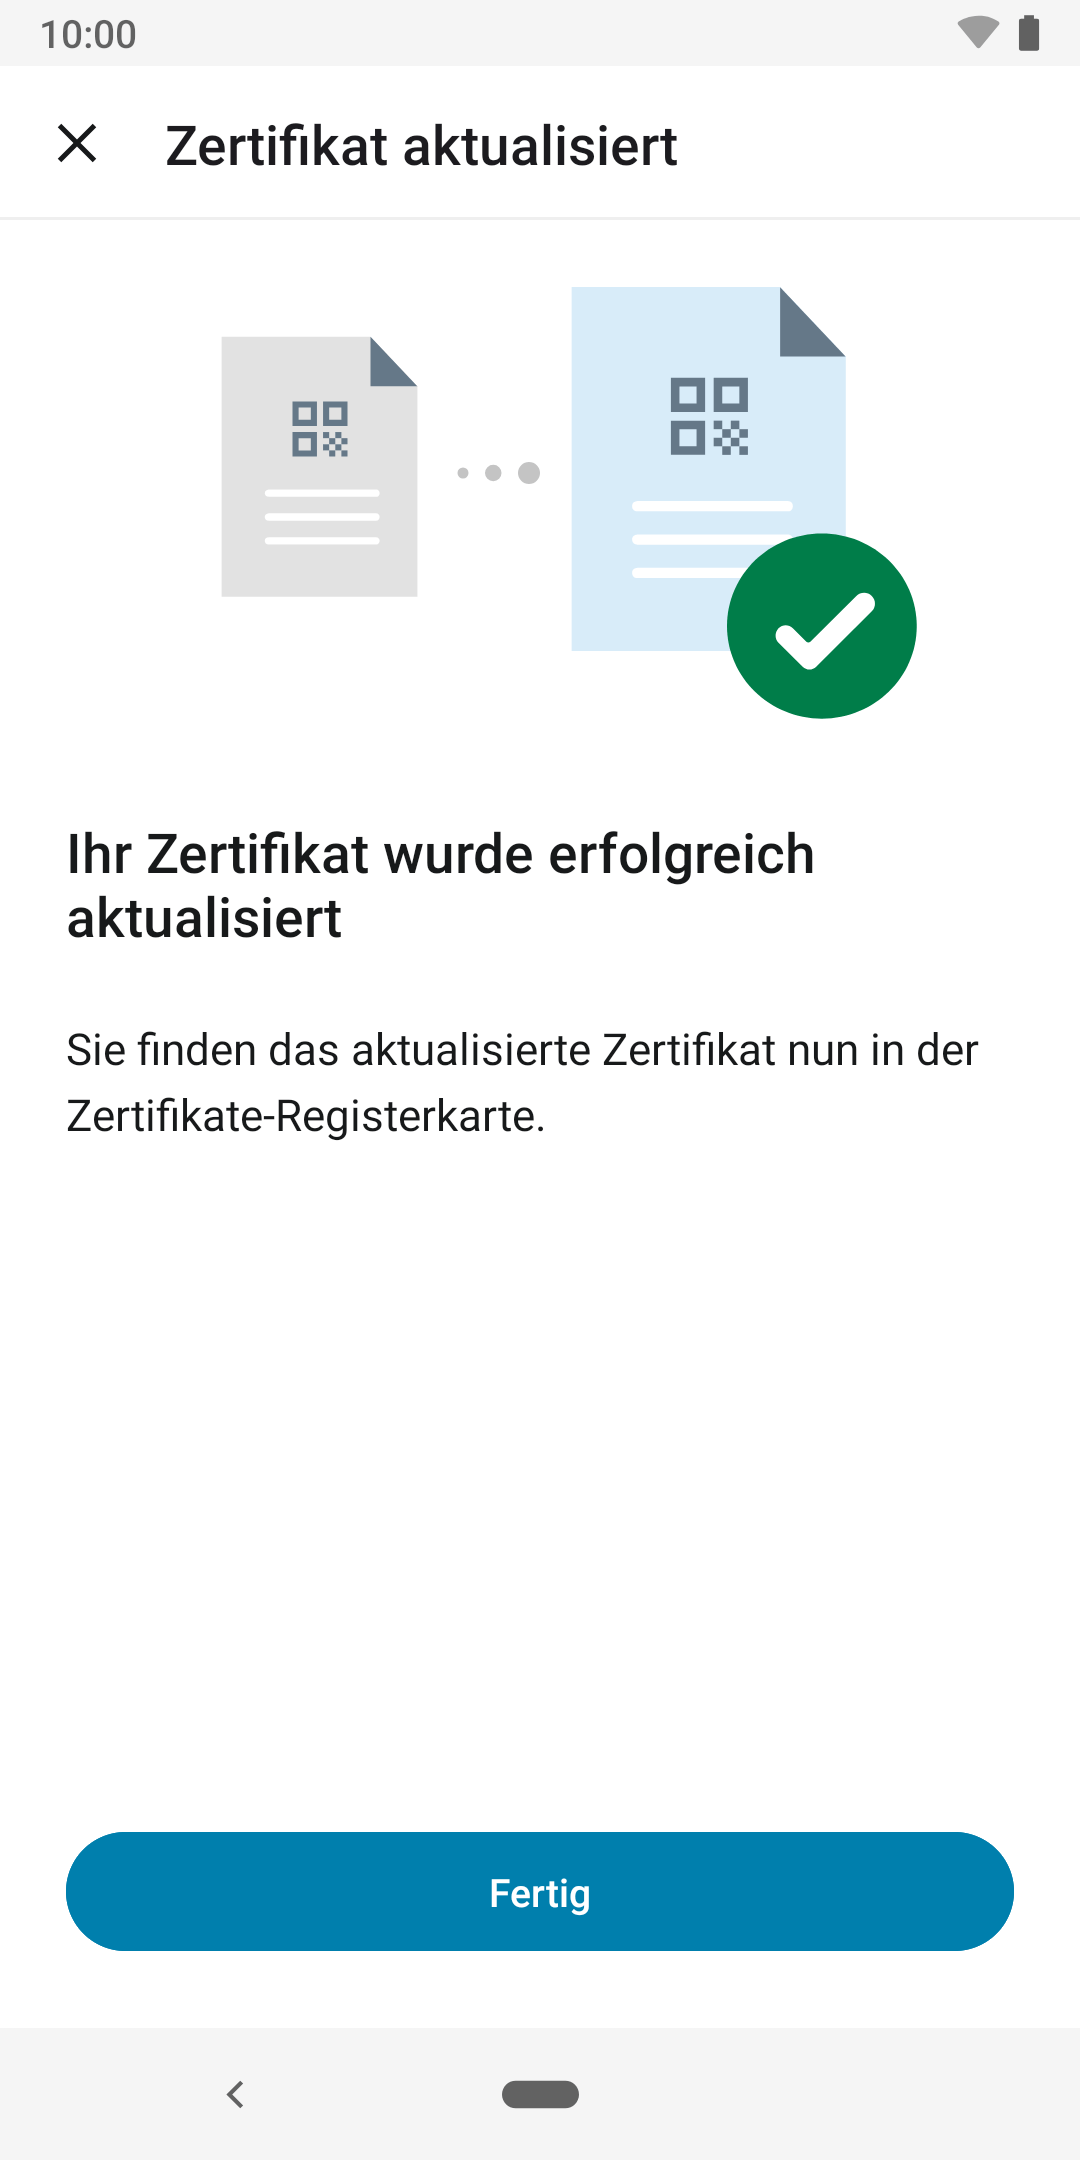 10:00
Zertifikat aktualisiert
Ihr Zertifikat wurde erfolgreich
aktualisiert
Sie finden das aktualisierte Zertifikat nun in der
Zertifikate-Registerkarte.
Fertig